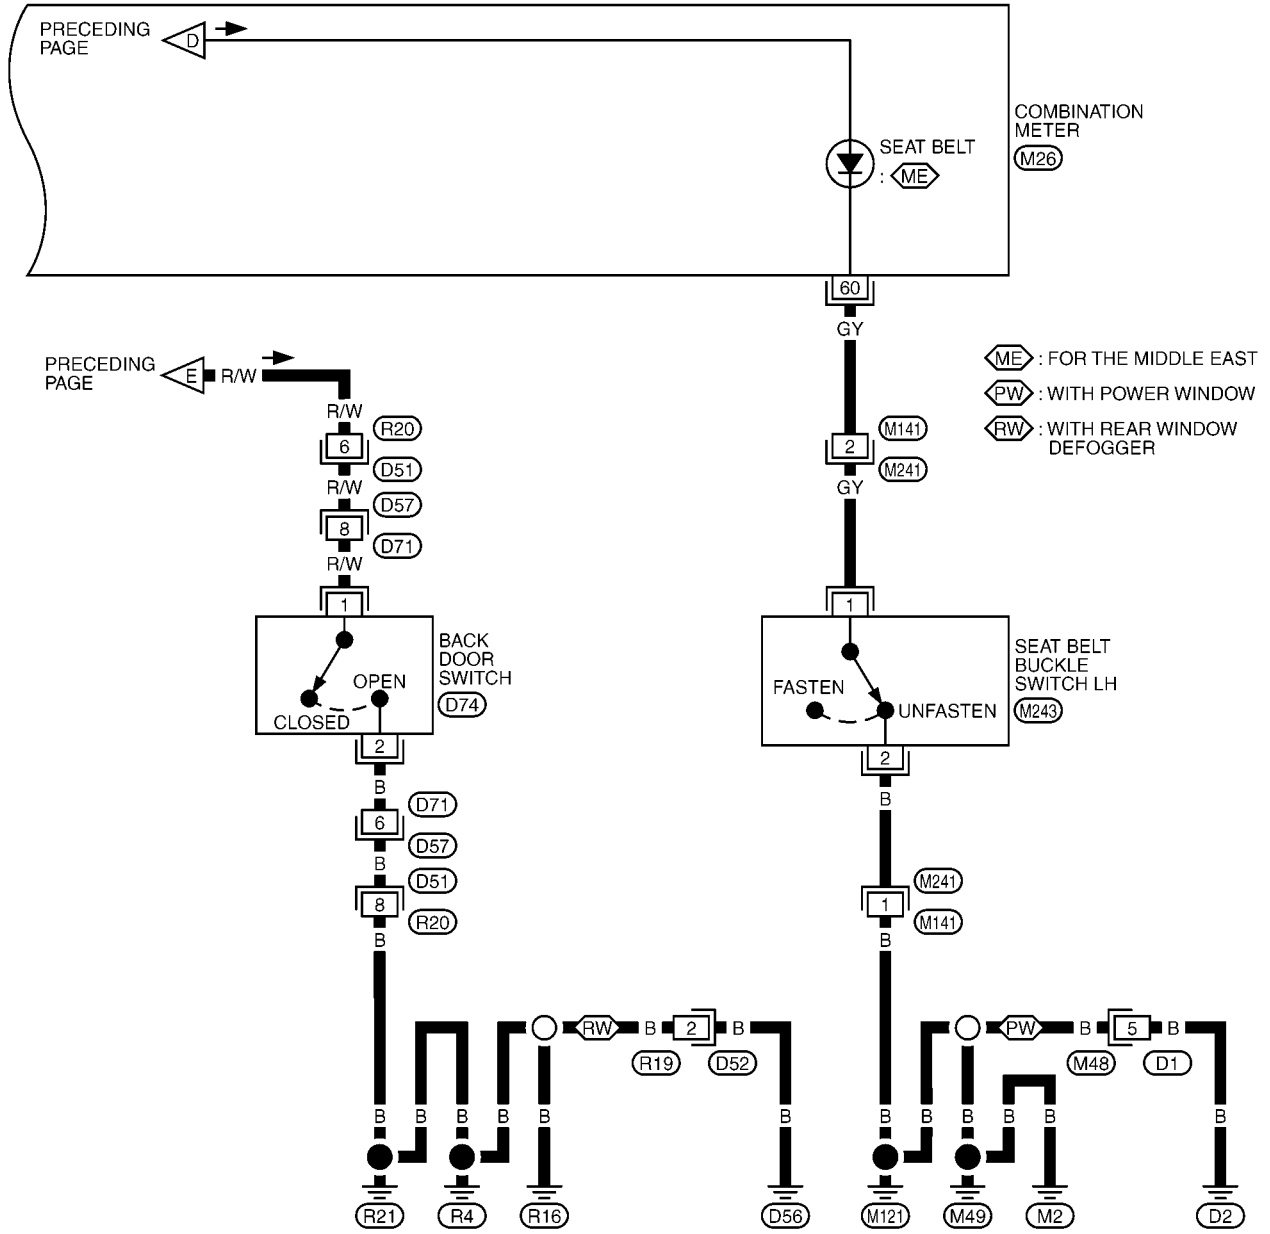 PRECEDING
PAGE
D
COMBINATION
METER
M26
SEAT BELT
: ME
60
GY
PRECEDING
PAGE
E
R/W
R/W
ME : FOR THE MIDDLE EAST
PW : WITH POWER WINDOW
RW : WITH REAR WINDOW
DEFOGGER
R20
6
D51
M141
2
M241
R/W
GY
D57
8
D71
R/W
1
1
BACK
DOOR
SWITCH
D74
OPEN
CLOSED
2
SEAT BELT
BUCKLE
SWITCH LH
M243
FASTEN
UNFASTEN
2
B
B
D71
6
D57
B
D51
8
R20
B
M241
1
M141
B
RW B 2 B
R19 D52
PW B 5 B
M48 D1
B B B B B B B B B B B
R21 R4 R16 D56 M121 M49 M2 D2